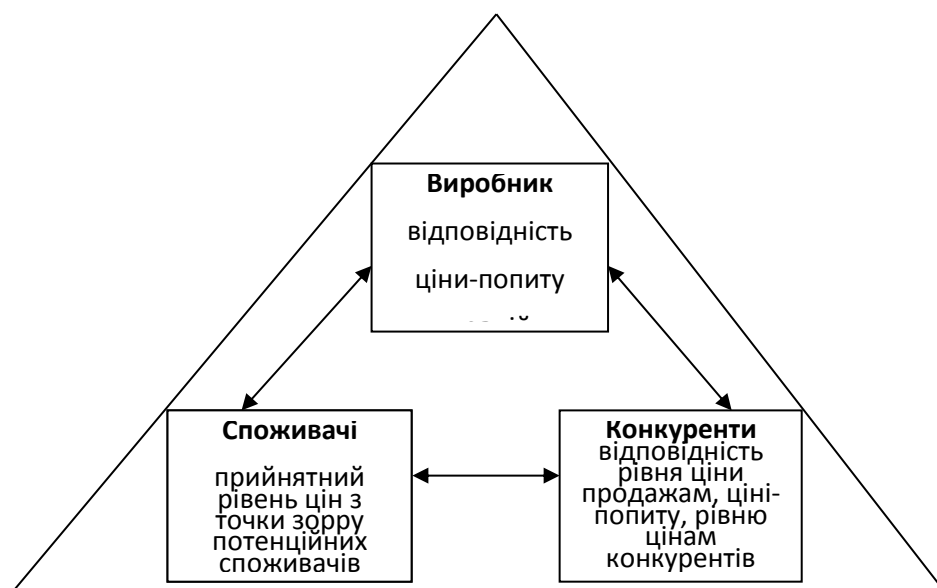 Виробник
відповідність
ціни-попиту
Споживачі
прийнятний
рівень цін з
точки зорру
потенційних
споживачів
Конкуренти
відповідність
рівня ціни
продажам, ціні-
попиту, рівню
цінам
конкурентів